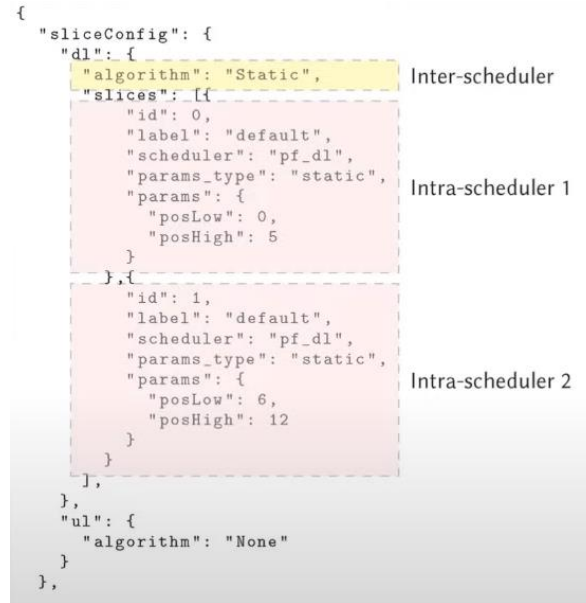 {
"sliceConfig": {
"dl": {
"algorithm": "Static",
Inter-scheduler
"slices": [{
"id": 0,
"label": "default",
"scheduler": "pf_dl",
"params_type": "static",
Intra-scheduler 1
"params": {
"posLow": 0,
"posHigh": 5
}
},{
"id": 1,
"label": "default",
"scheduler": "pf_dl",
"params_type": "static",
"params": {
Intra-scheduler 2
"posLow": 6,
"posHigh": 12
}
}
],
},
"ul": {
"algorithm": "None"
}
},